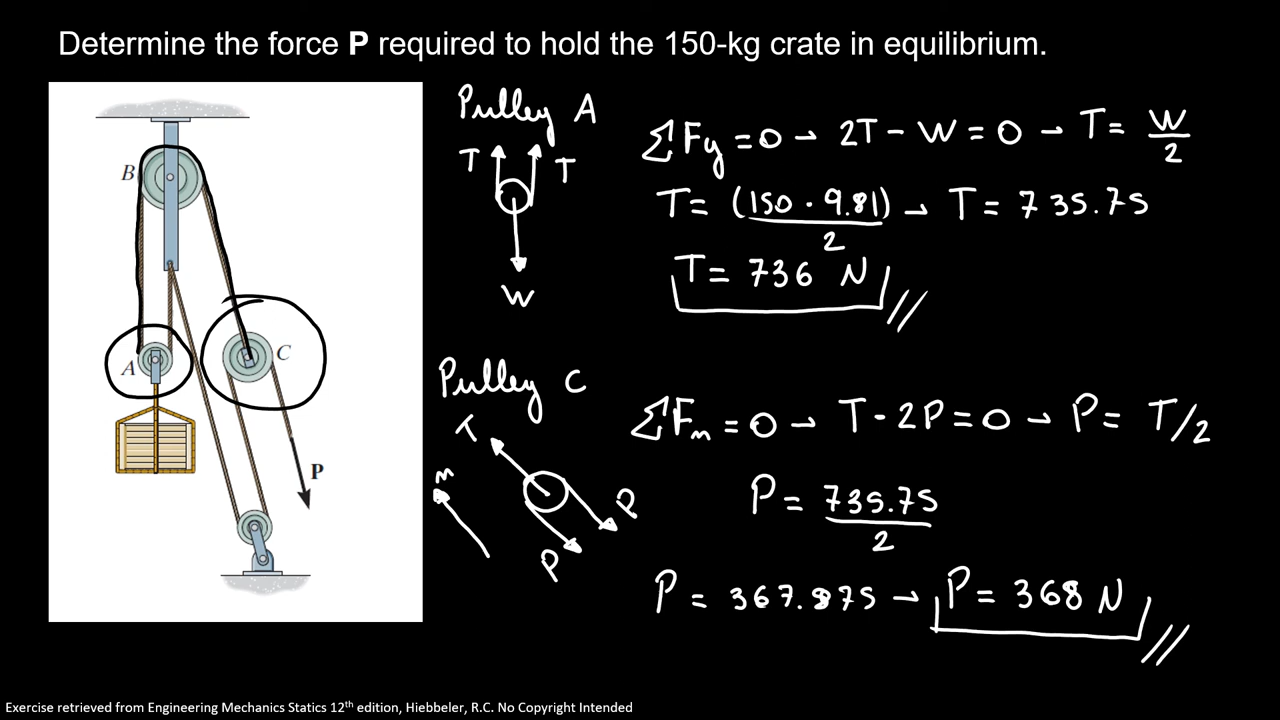 Determine the force P required to hold the 150-kg crate in equilibrium.
B
A
C
P
Pulley A
T T
W
ΣFy = 0 → 2T - W = 0 → T = W/2
T = (150 · 9.81)/2 → T = 735.75
T = 736 N //
Pulley C
T
m
P
P
ΣFm = 0 → T - 2P = 0 → P = T/2
P = 735.75/2
P = 367.875 → P = 368 N //
Exercise retrieved from Engineering Mechanics Statics 12th edition, Hiebbeler, R.C. No Copyright Intended